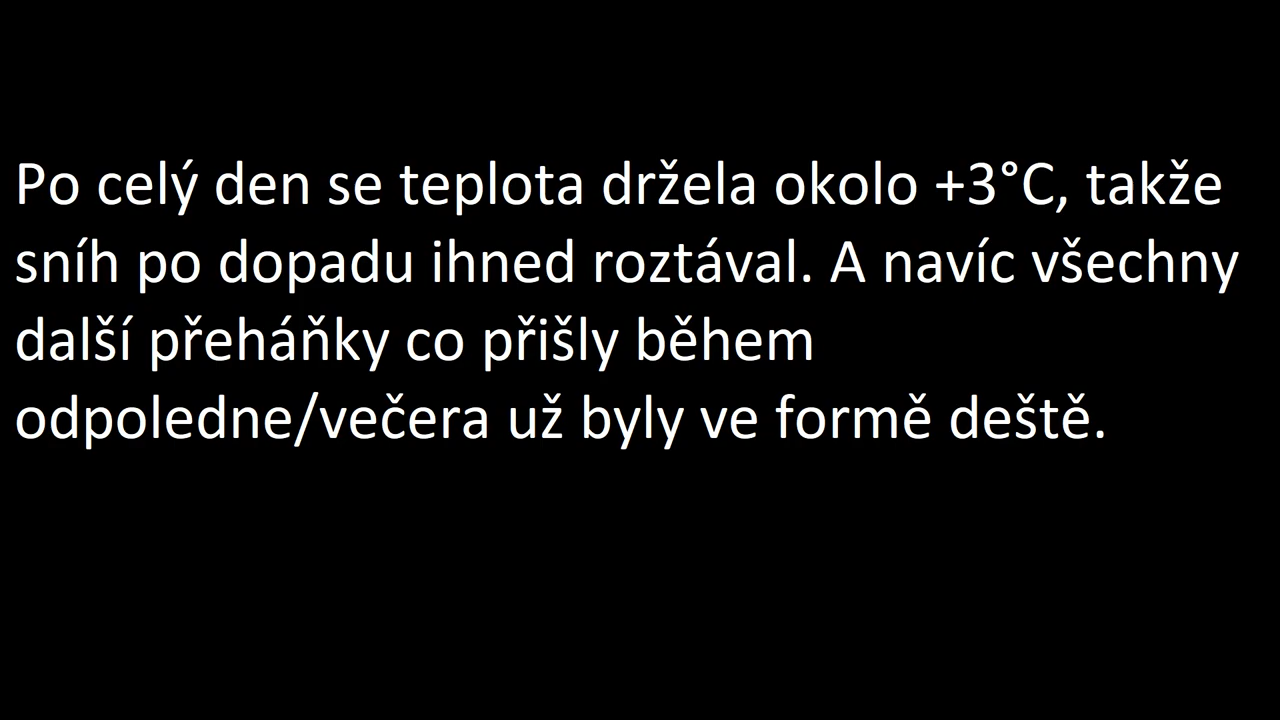 Po celý den se teplota držela okolo +3°C, takže
sníh po dopadu ihned roztával. A navíc všechny
další přeháňky co přišly během
odpoledne/večera už byly ve formě deště.